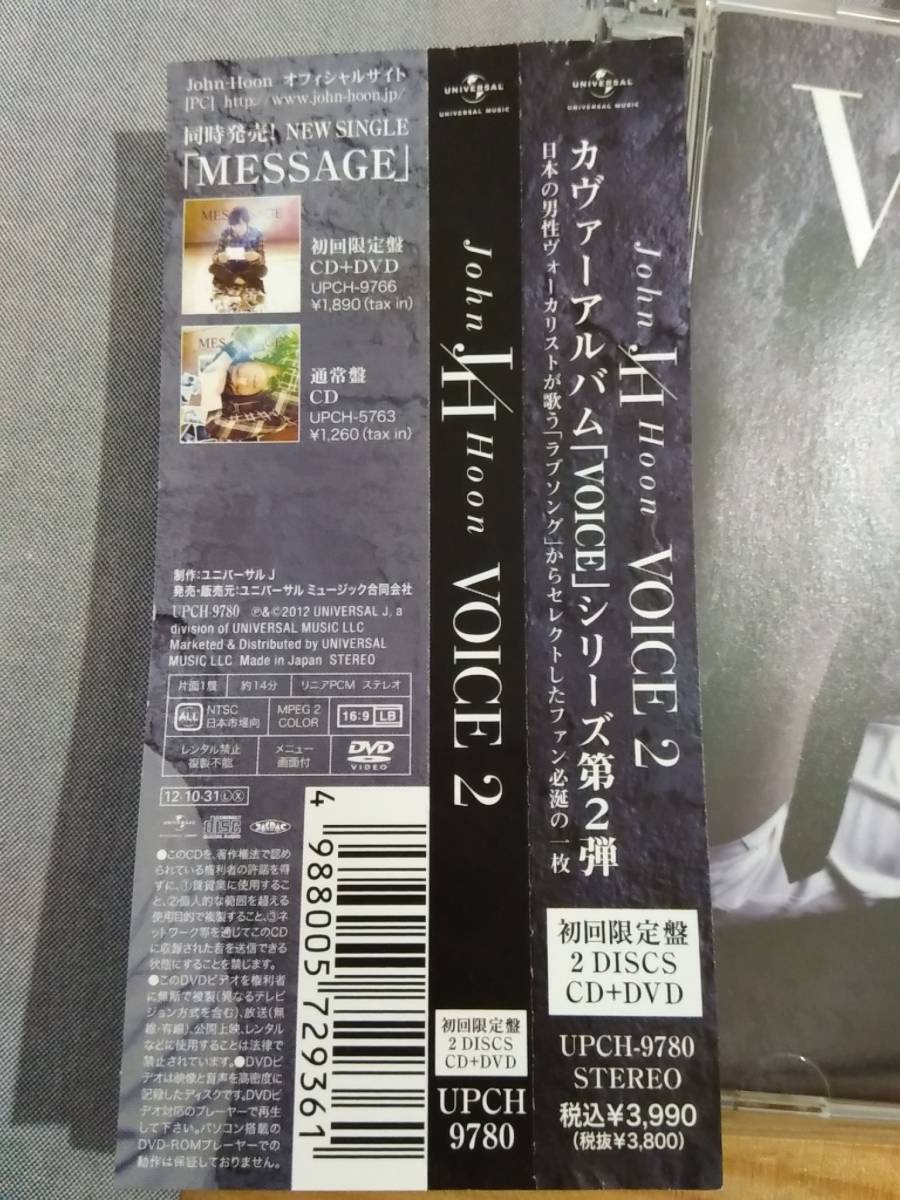 John-Hoon オフィシャルサイト
[PC] http://www.john-hoon.jp/
同時発売! NEW SINGLE
「MESSAGE」
初回限定盤
CD+DVD
UPCH-9766
¥1,890(tax in)
通常盤
CD
UPCH-5763
¥1,260(tax in)
制作:ユニバーサル J
発売・販売元:ユニバーサル ミュージック合同会社
UPCH-9780 ℗&©2012 UNIVERSAL J, a
division of UNIVERSAL MUSIC LLC
Marketed & Distributed by UNIVERSAL
MUSIC LLC Made in Japan STEREO
片面1層 約14分 リニアPCM ステレオ
ALL NTSC 日本市場向 MPEG 2 COLOR 16:9 LB
レンタル禁止 複製不能 メニュー 画面付 DVD VIDEO
12・10・31ⓁⓍ
UNIVERSAL disc JASRAC
●このCDを、著作権法で認め
られている権利者の許諾を得
ずに、①賃貸業に使用するこ
と、②個人的な範囲を超える
使用目的で複製すること、③ネ
ットワーク等を通じてこのCD
に収録された音を送信できる
状態にすることを禁じます。
●このDVDビデオを権利者
に無断で複製(異なるテレビ
ジョン方式を含む)、放送(無
線・有線)、公開上映、レンタル
などに使用することは法律で
禁止されています。●DVDビ
デオは映像と音声を高密度に
記録したディスクです。DVDビ
デオ対応のプレーヤーで再生
して下さい。パソコン搭載の
DVD-ROMプレーヤーでの
動作は保証しておりません。
4 988005 729361
UNIVERSAL
UNIVERSAL MUSIC
John JH Hoon VOICE 2
初回限定盤
2 DISCS
CD+DVD
UPCH
9780
UNIVERSAL
UNIVERSAL MUSIC
John JH Hoon VOICE 2
カヴァーアルバム「VOICE」シリーズ第2弾
日本の男性ヴォーカリストが歌う「ラブソング」からセレクトしたファン必涎の一枚
初回限定盤
2 DISCS
CD+DVD
UPCH-9780
STEREO
税込¥3,990
(税抜¥3,800)
V